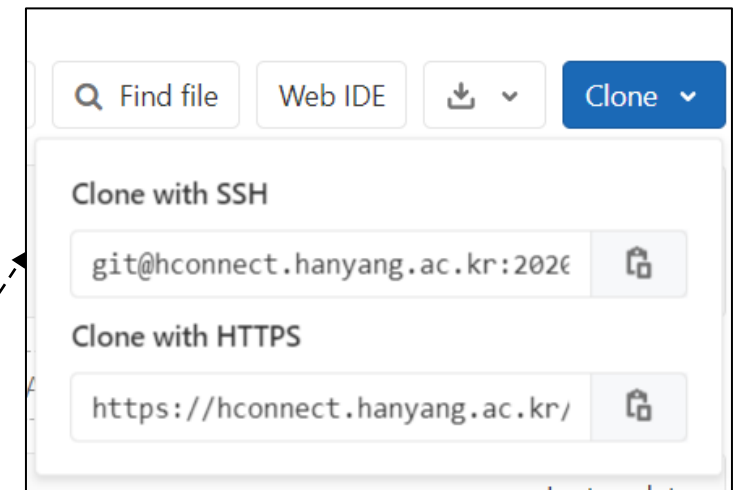 Find file
Web IDE
Clone
Clone with SSH
git@hconnect.hanyang.ac.kr:2020
Clone with HTTPS
https://hconnect.hanyang.ac.kr/